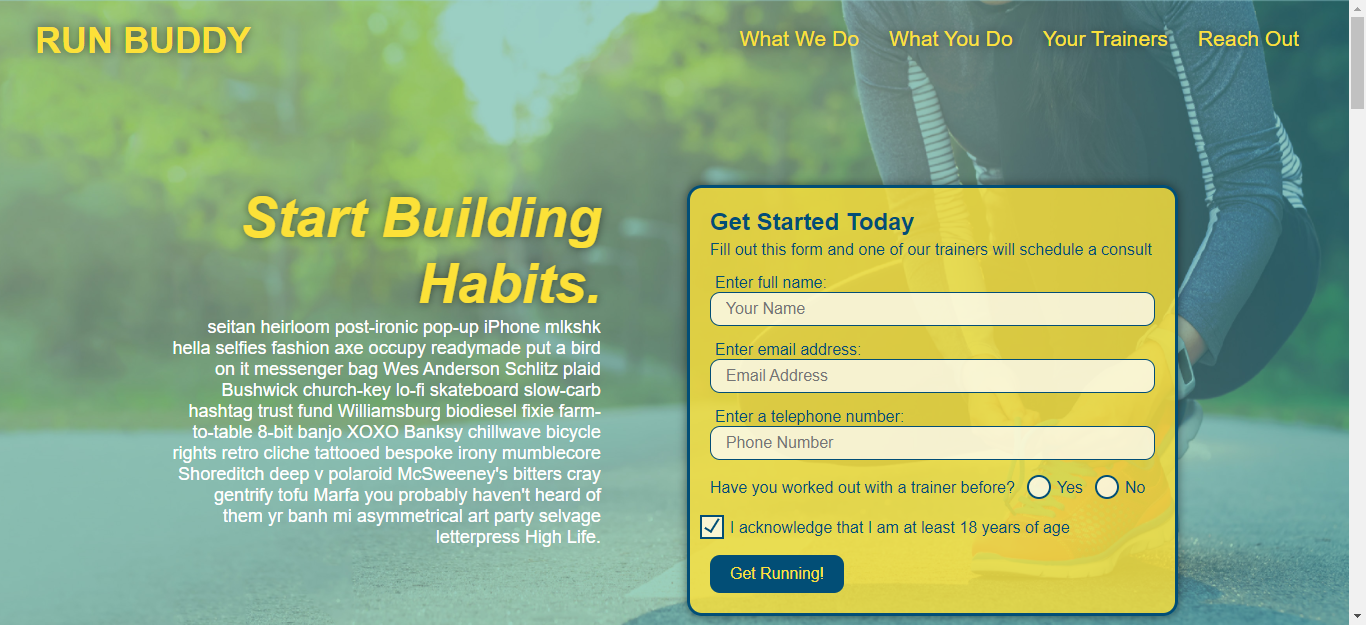 RUN BUDDY
What We Do What You Do Your Trainers Reach Out
Start Building
Habits.
seitan heirloom post-ironic pop-up iPhone mlkshk
hella selfies fashion axe occupy readymade put a bird
on it messenger bag Wes Anderson Schlitz plaid
Bushwick church-key lo-fi skateboard slow-carb
hashtag trust fund Williamsburg biodiesel fixie farm-
to-table 8-bit banjo XOXO Banksy chillwave bicycle
rights retro cliche tattooed bespoke irony mumblecore
Shoreditch deep v polaroid McSweeney's bitters cray
gentrify tofu Marfa you probably haven't heard of
them yr banh mi asymmetrical art party selvage
letterpress High Life.
Get Started Today
Fill out this form and one of our trainers will schedule a consult
Enter full name:
Your Name
Enter email address:
Email Address
Enter a telephone number:
Phone Number
Have you worked out with a trainer before? Yes No
I acknowledge that I am at least 18 years of age
Get Running!